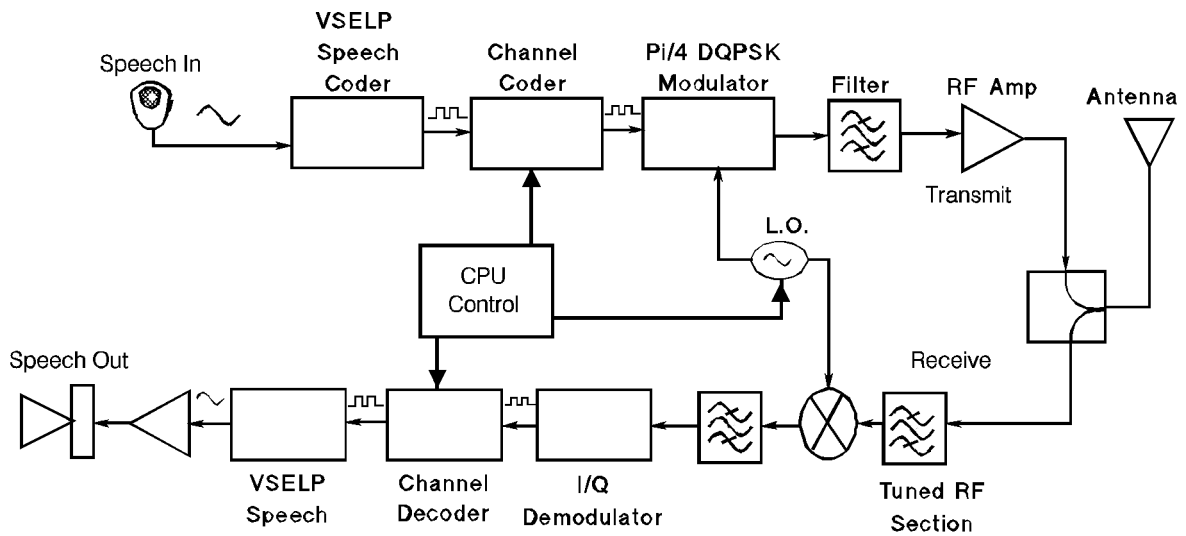 VSELP
Speech
Coder
Speech In
Channel
Coder
Pi/4 DQPSK
Modulator
Filter
RF Amp
Antenna
Transmit
L.O.
CPU
Control
Speech Out
Receive
VSELP
Speech
Channel
Decoder
I/Q
Demodulator
Tuned RF
Section